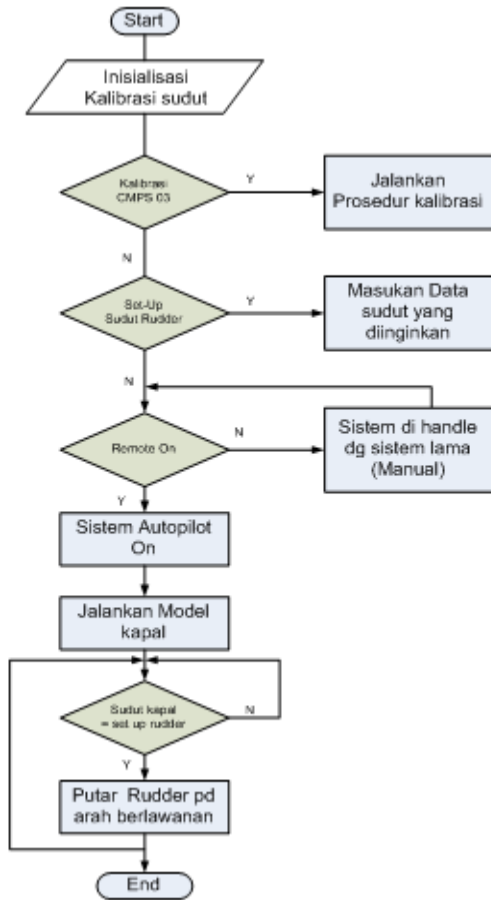 Start
Inisialisasi
Kalibrasi sudut
Kalibrasi
CMPS 03
Y
Jalankan
Prosedur kalibrasi
N
Set-Up
Sudut Rudder
Y
Masukan Data
sudut yang
diinginkan
N
Remote On
N
Sistem di handle
dg sistem lama
(Manual)
Y
Sistem Autopilot
On
Jalankan Model
kapal
Sudut kapal
= set up rudder
N
Y
Putar Rudder pd
arah berlawanan
End